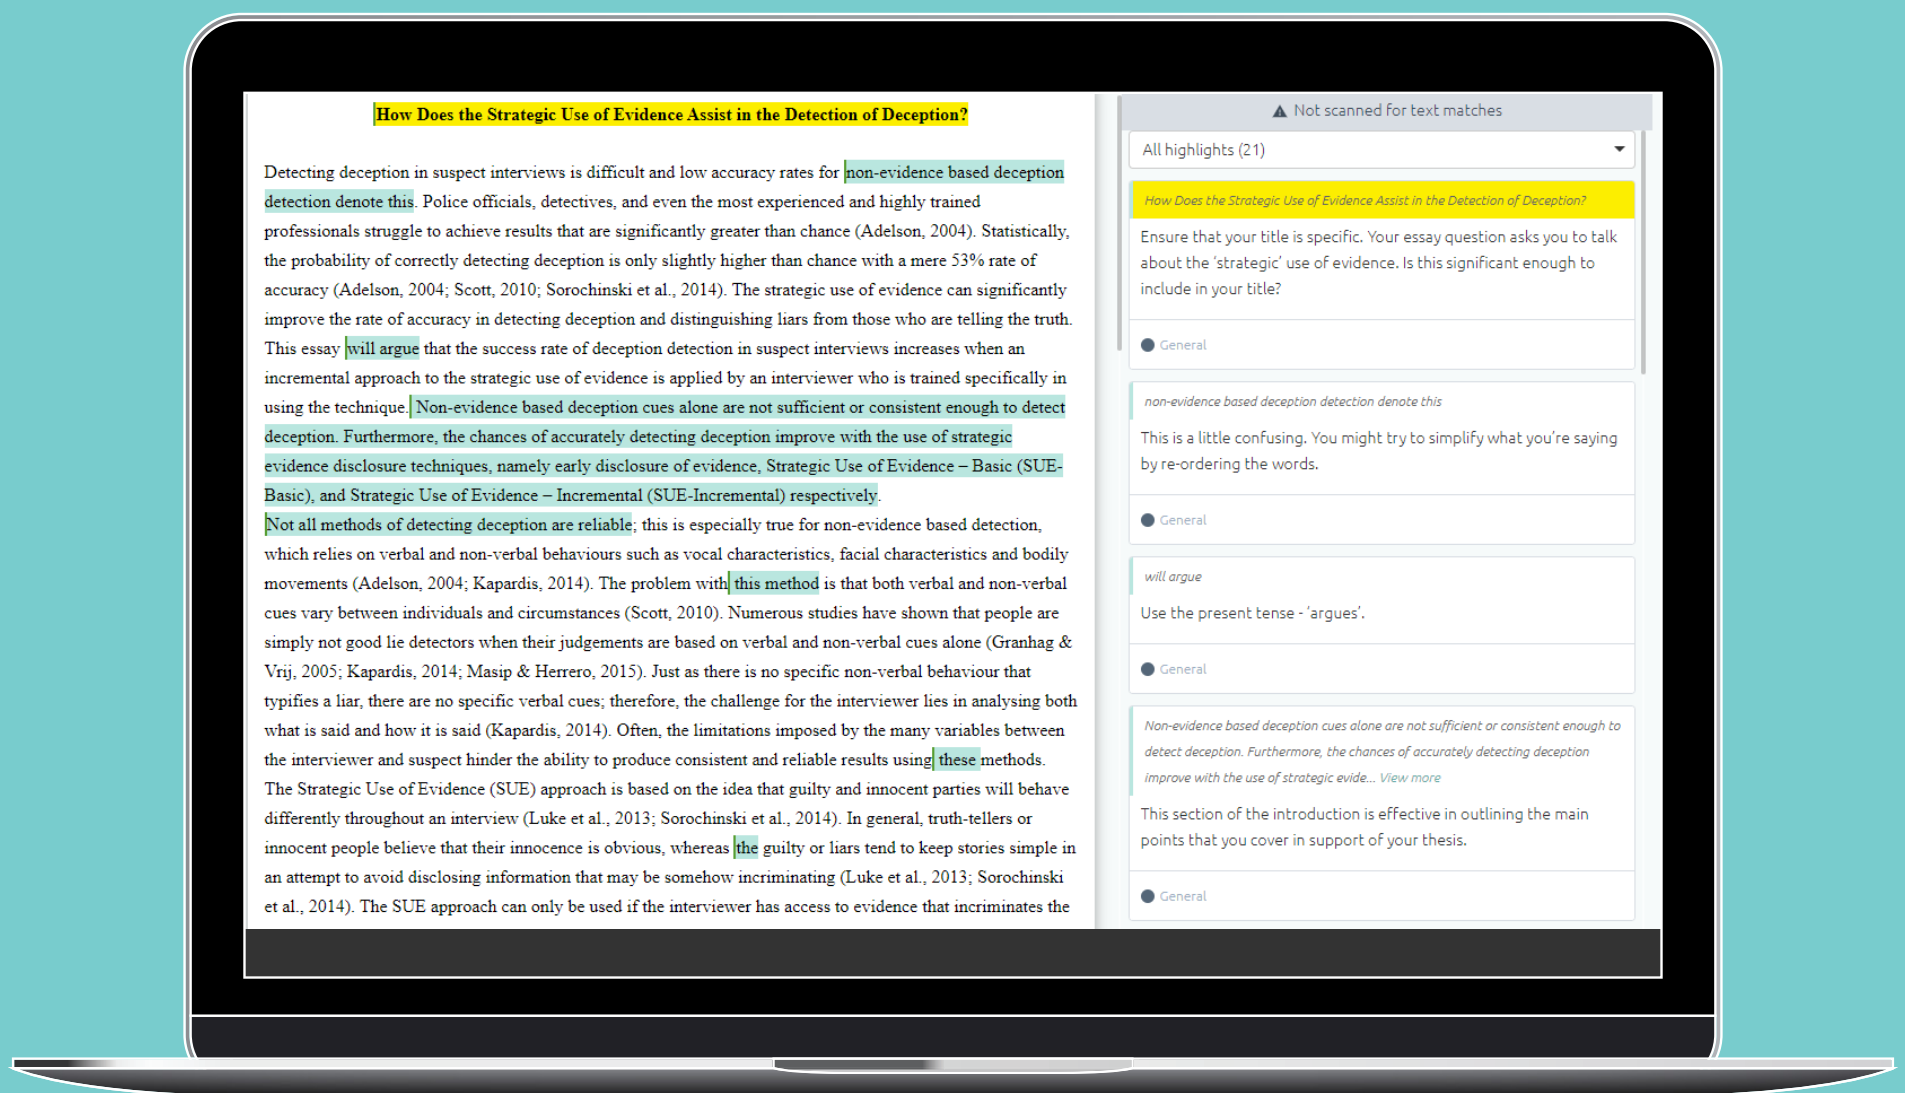 How Does the Strategic Use of Evidence Assist in the Detection of Deception?
Detecting deception in suspect interviews is difficult and low accuracy rates for non-evidence based deception
detection denote this. Police officials, detectives, and even the most experienced and highly trained
professionals struggle to achieve results that are significantly greater than chance (Adelson, 2004). Statistically,
the probability of correctly detecting deception is only slightly higher than chance with a mere 53% rate of
accuracy (Adelson, 2004; Scott, 2010; Sorochinski et al., 2014). The strategic use of evidence can significantly
improve the rate of accuracy in detecting deception and distinguishing liars from those who are telling the truth.
This essay will argue that the success rate of deception detection in suspect interviews increases when an
incremental approach to the strategic use of evidence is applied by an interviewer who is trained specifically in
using the technique. Non-evidence based deception cues alone are not sufficient or consistent enough to detect
deception. Furthermore, the chances of accurately detecting deception improve with the use of strategic
evidence disclosure techniques, namely early disclosure of evidence, Strategic Use of Evidence – Basic (SUE-
Basic), and Strategic Use of Evidence – Incremental (SUE-Incremental) respectively.
Not all methods of detecting deception are reliable; this is especially true for non-evidence based detection,
which relies on verbal and non-verbal behaviours such as vocal characteristics, facial characteristics and bodily
movements (Adelson, 2004; Kapardis, 2014). The problem with this method is that both verbal and non-verbal
cues vary between individuals and circumstances (Scott, 2010). Numerous studies have shown that people are
simply not good lie detectors when their judgements are based on verbal and non-verbal cues alone (Granhag &
Vrij, 2005; Kapardis, 2014; Masip & Herrero, 2015). Just as there is no specific non-verbal behaviour that
typifies a liar, there are no specific verbal cues; therefore, the challenge for the interviewer lies in analysing both
what is said and how it is said (Kapardis, 2014). Often, the limitations imposed by the many variables between
the interviewer and suspect hinder the ability to produce consistent and reliable results using these methods.
The Strategic Use of Evidence (SUE) approach is based on the idea that guilty and innocent parties will behave
differently throughout an interview (Luke et al., 2013; Sorochinski et al., 2014). In general, truth-tellers or
innocent people believe that their innocence is obvious, whereas the guilty or liars tend to keep stories simple in
an attempt to avoid disclosing information that may be somehow incriminating (Luke et al., 2013; Sorochinski
et al., 2014). The SUE approach can only be used if the interviewer has access to evidence that incriminates the
Not scanned for text matches
All highlights (21)
How Does the Strategic Use of Evidence Assist in the Detection of Deception?
Ensure that your title is specific. Your essay question asks you to talk
about the ‘strategic’ use of evidence. Is this significant enough to
include in your title?
General
non-evidence based deception detection denote this
This is a little confusing. You might try to simplify what you’re saying
by re-ordering the words.
General
will argue
Use the present tense - ‘argues’.
General
Non-evidence based deception cues alone are not sufficient or consistent enough to
detect deception. Furthermore, the chances of accurately detecting deception
improve with the use of strategic evide... View more
This section of the introduction is effective in outlining the main
points that you cover in support of your thesis.
General